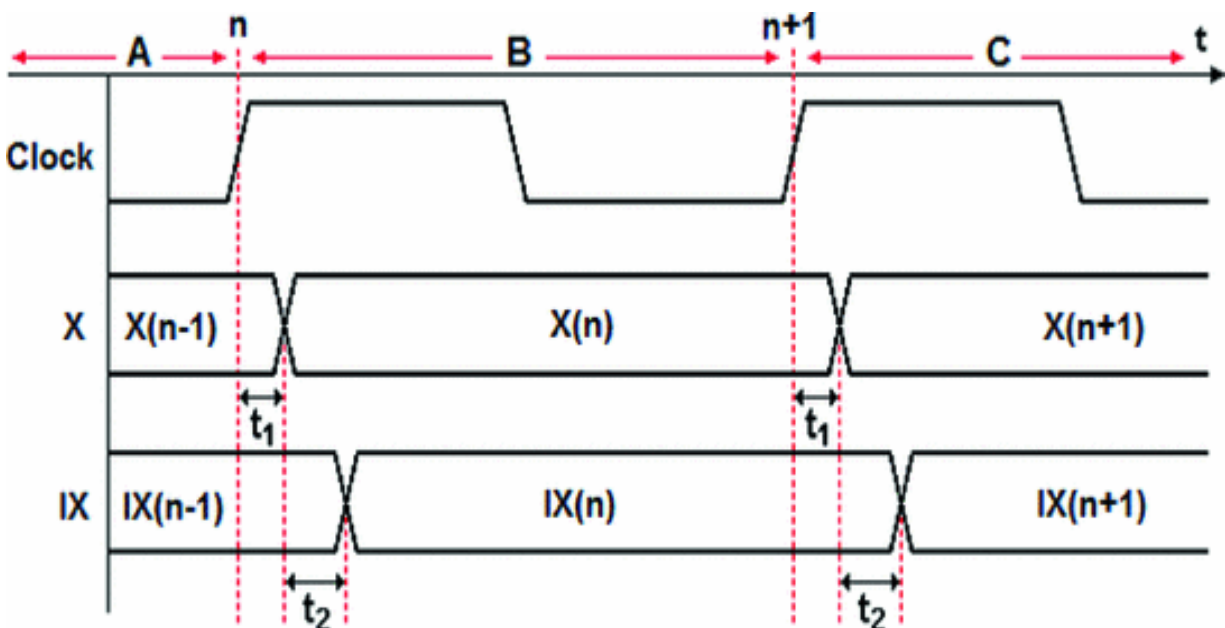 n n+1 t
A B C
Clock
X X(n-1) X(n) X(n+1)
t1 t1
IX IX(n-1) IX(n) IX(n+1)
t2 t2